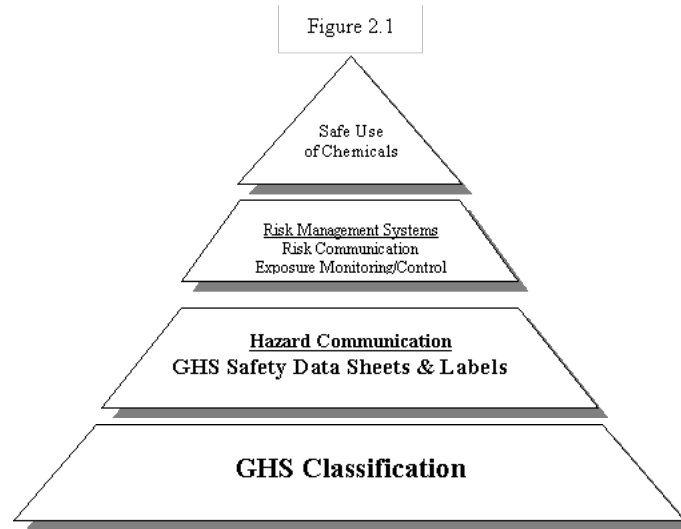 Figure 2.1
Safe Use
of Chemicals
Risk Management Systems
Risk Communication
Exposure Monitoring/Control
Hazard Communication
GHS Safety Data Sheets & Labels
GHS Classification